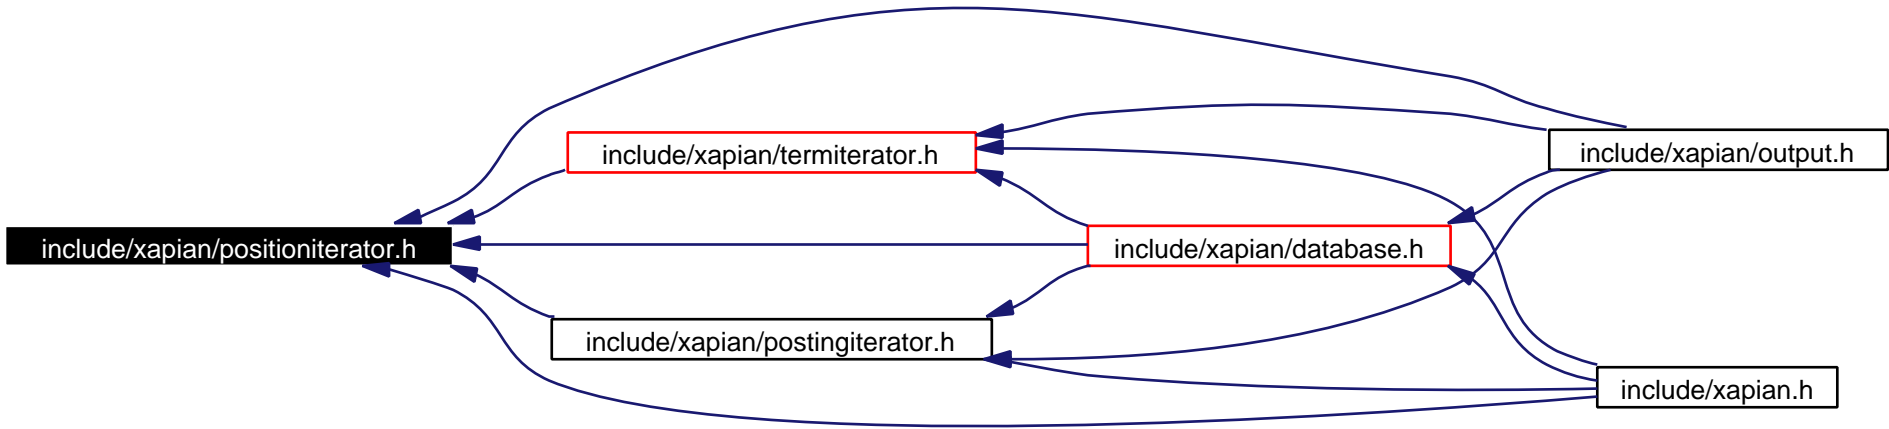 include/xapian/termiterator.h
include/xapian/output.h
include/xapian/positioniterator.h
include/xapian/database.h
include/xapian/postingiterator.h
include/xapian.h